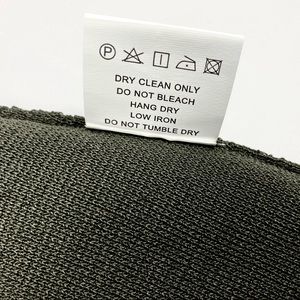 P
DRY CLEAN ONLY
DO NOT BLEACH
HANG DRY
LOW IRON
DO NOT TUMBLE DRY